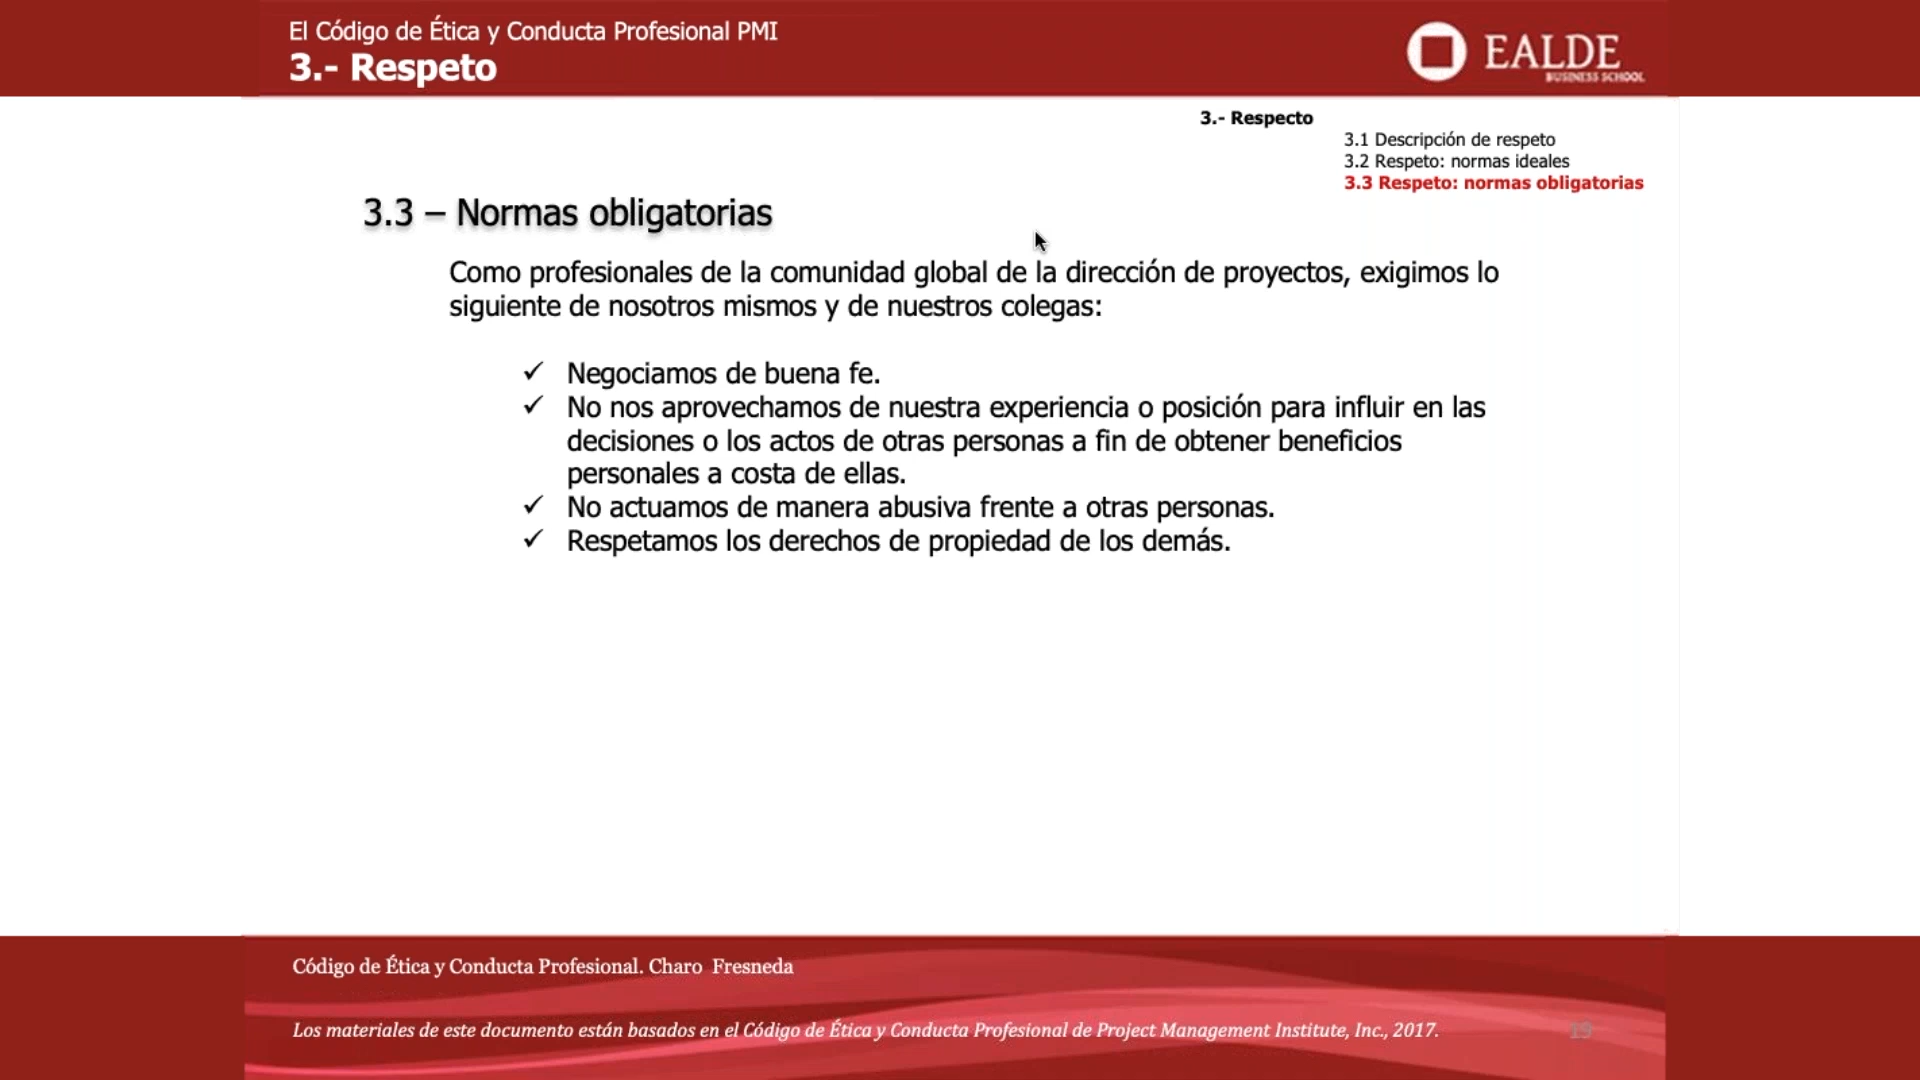 El Código de Ética y Conducta Profesional PMI
3.- Respeto
EALDE
BUSINESS SCHOOL
3.- Respecto
3.1 Descripción de respeto
3.2 Respeto: normas ideales
3.3 Respeto: normas obligatorias
3.3 – Normas obligatorias
Como profesionales de la comunidad global de la dirección de proyectos, exigimos lo
siguiente de nosotros mismos y de nuestros colegas:
✓ Negociamos de buena fe.
✓ No nos aprovechamos de nuestra experiencia o posición para influir en las
decisiones o los actos de otras personas a fin de obtener beneficios
personales a costa de ellas.
✓ No actuamos de manera abusiva frente a otras personas.
✓ Respetamos los derechos de propiedad de los demás.
Código de Ética y Conducta Profesional. Charo Fresneda
Los materiales de este documento están basados en el Código de Ética y Conducta Profesional de Project Management Institute, Inc., 2017.
19